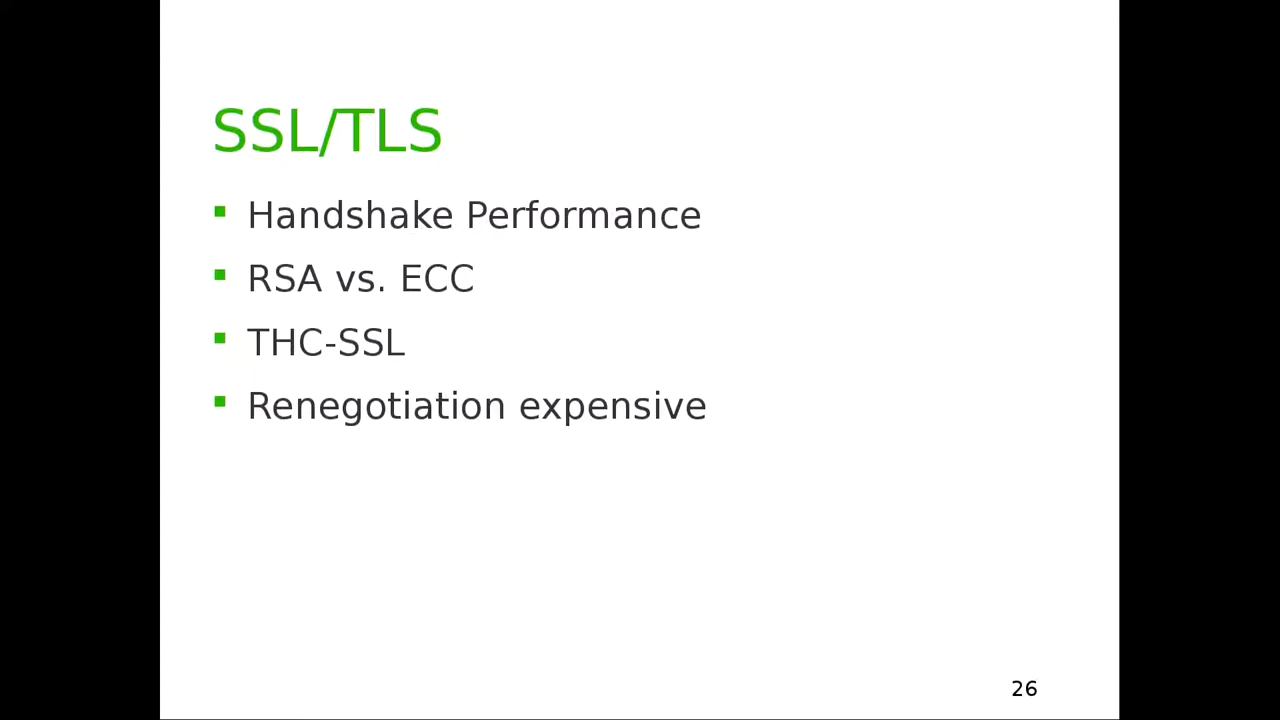 SSL/TLS
Handshake Performance
RSA vs. ECC
THC-SSL
Renegotiation expensive
26